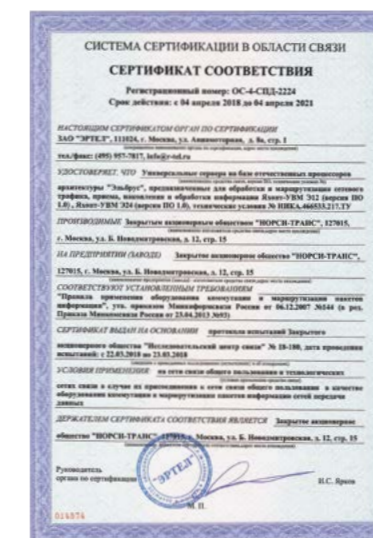 СИСТЕМА СЕРТИФИКАЦИИ В ОБЛАСТИ СВЯЗИ
СЕРТИФИКАТ СООТВЕТСТВИЯ
Регистрационный номер: ОС-4-СПД-2224
Срок действия: с 04 апреля 2018 до 04 апреля 2021
НАСТОЯЩИМ СЕРТИФИКАТОМ ОРГАН ПО СЕРТИФИКАЦИИ
ЗАО "ЭРТЕЛ", 111024, г. Москва, ул. Авиамоторная, д. 8а, стр. 1
тел./факс: (495) 957-7817, info@r-tel.ru
УДОСТОВЕРЯЕТ, ЧТО Универсальные сервера на базе отечественных процессоров
архитектуры "Эльбрус", предназначенные для обработки и маршрутизации сетевого
трафика, приема, накопления и обработки информации Яхонт-УВМ Э12 (версия ПО
1.0), Яхонт-УВМ Э24 (версия ПО 1.0), технические условия № НИКА.466533.217.ТУ
ПРОИЗВОДИМЫЕ Закрытым акционерным обществом "НОРСИ-ТРАНС", 127015,
г. Москва, ул. Б. Новодмитровская, д. 12, стр. 15
НА ПРЕДПРИЯТИИ (ЗАВОДЕ) Закрытое акционерное общество "НОРСИ-ТРАНС",
127015, г. Москва, ул. Б. Новодмитровская, д. 12, стр. 15
СООТВЕТСТВУЮТ УСТАНОВЛЕННЫМ ТРЕБОВАНИЯМ
"Правила применения оборудования коммутации и маршрутизации пакетов
информации", утв. приказом Мининформсвязи России от 06.12.2007 №144 (в ред.
Приказа Минкомсвязи России от 23.04.2013 №93)
СЕРТИФИКАТ ВЫДАН НА ОСНОВАНИИ протокола испытаний Закрытого
акционерного общества "Исследовательский центр связи" № 18-180, дата проведения
испытаний: с 22.03.2018 по 23.03.2018
УСЛОВИЯ ПРИМЕНЕНИЯ: на сети связи общего пользования и технологических
сетях связи в случае их присоединения к сети связи общего пользования в качестве
оборудования коммутации и маршрутизации пакетов информации сетей передачи
данных
ДЕРЖАТЕЛЕМ СЕРТИФИКАТА СООТВЕТСТВИЯ ЯВЛЯЕТСЯ Закрытое акционерное
общество "НОРСИ-ТРАНС", 127015, г. Москва, ул. Б. Новодмитровская, д. 12, стр. 15
Руководитель
органа по сертификации
"ЭРТЕЛ"
И.С. Ярков
М. П.
014574